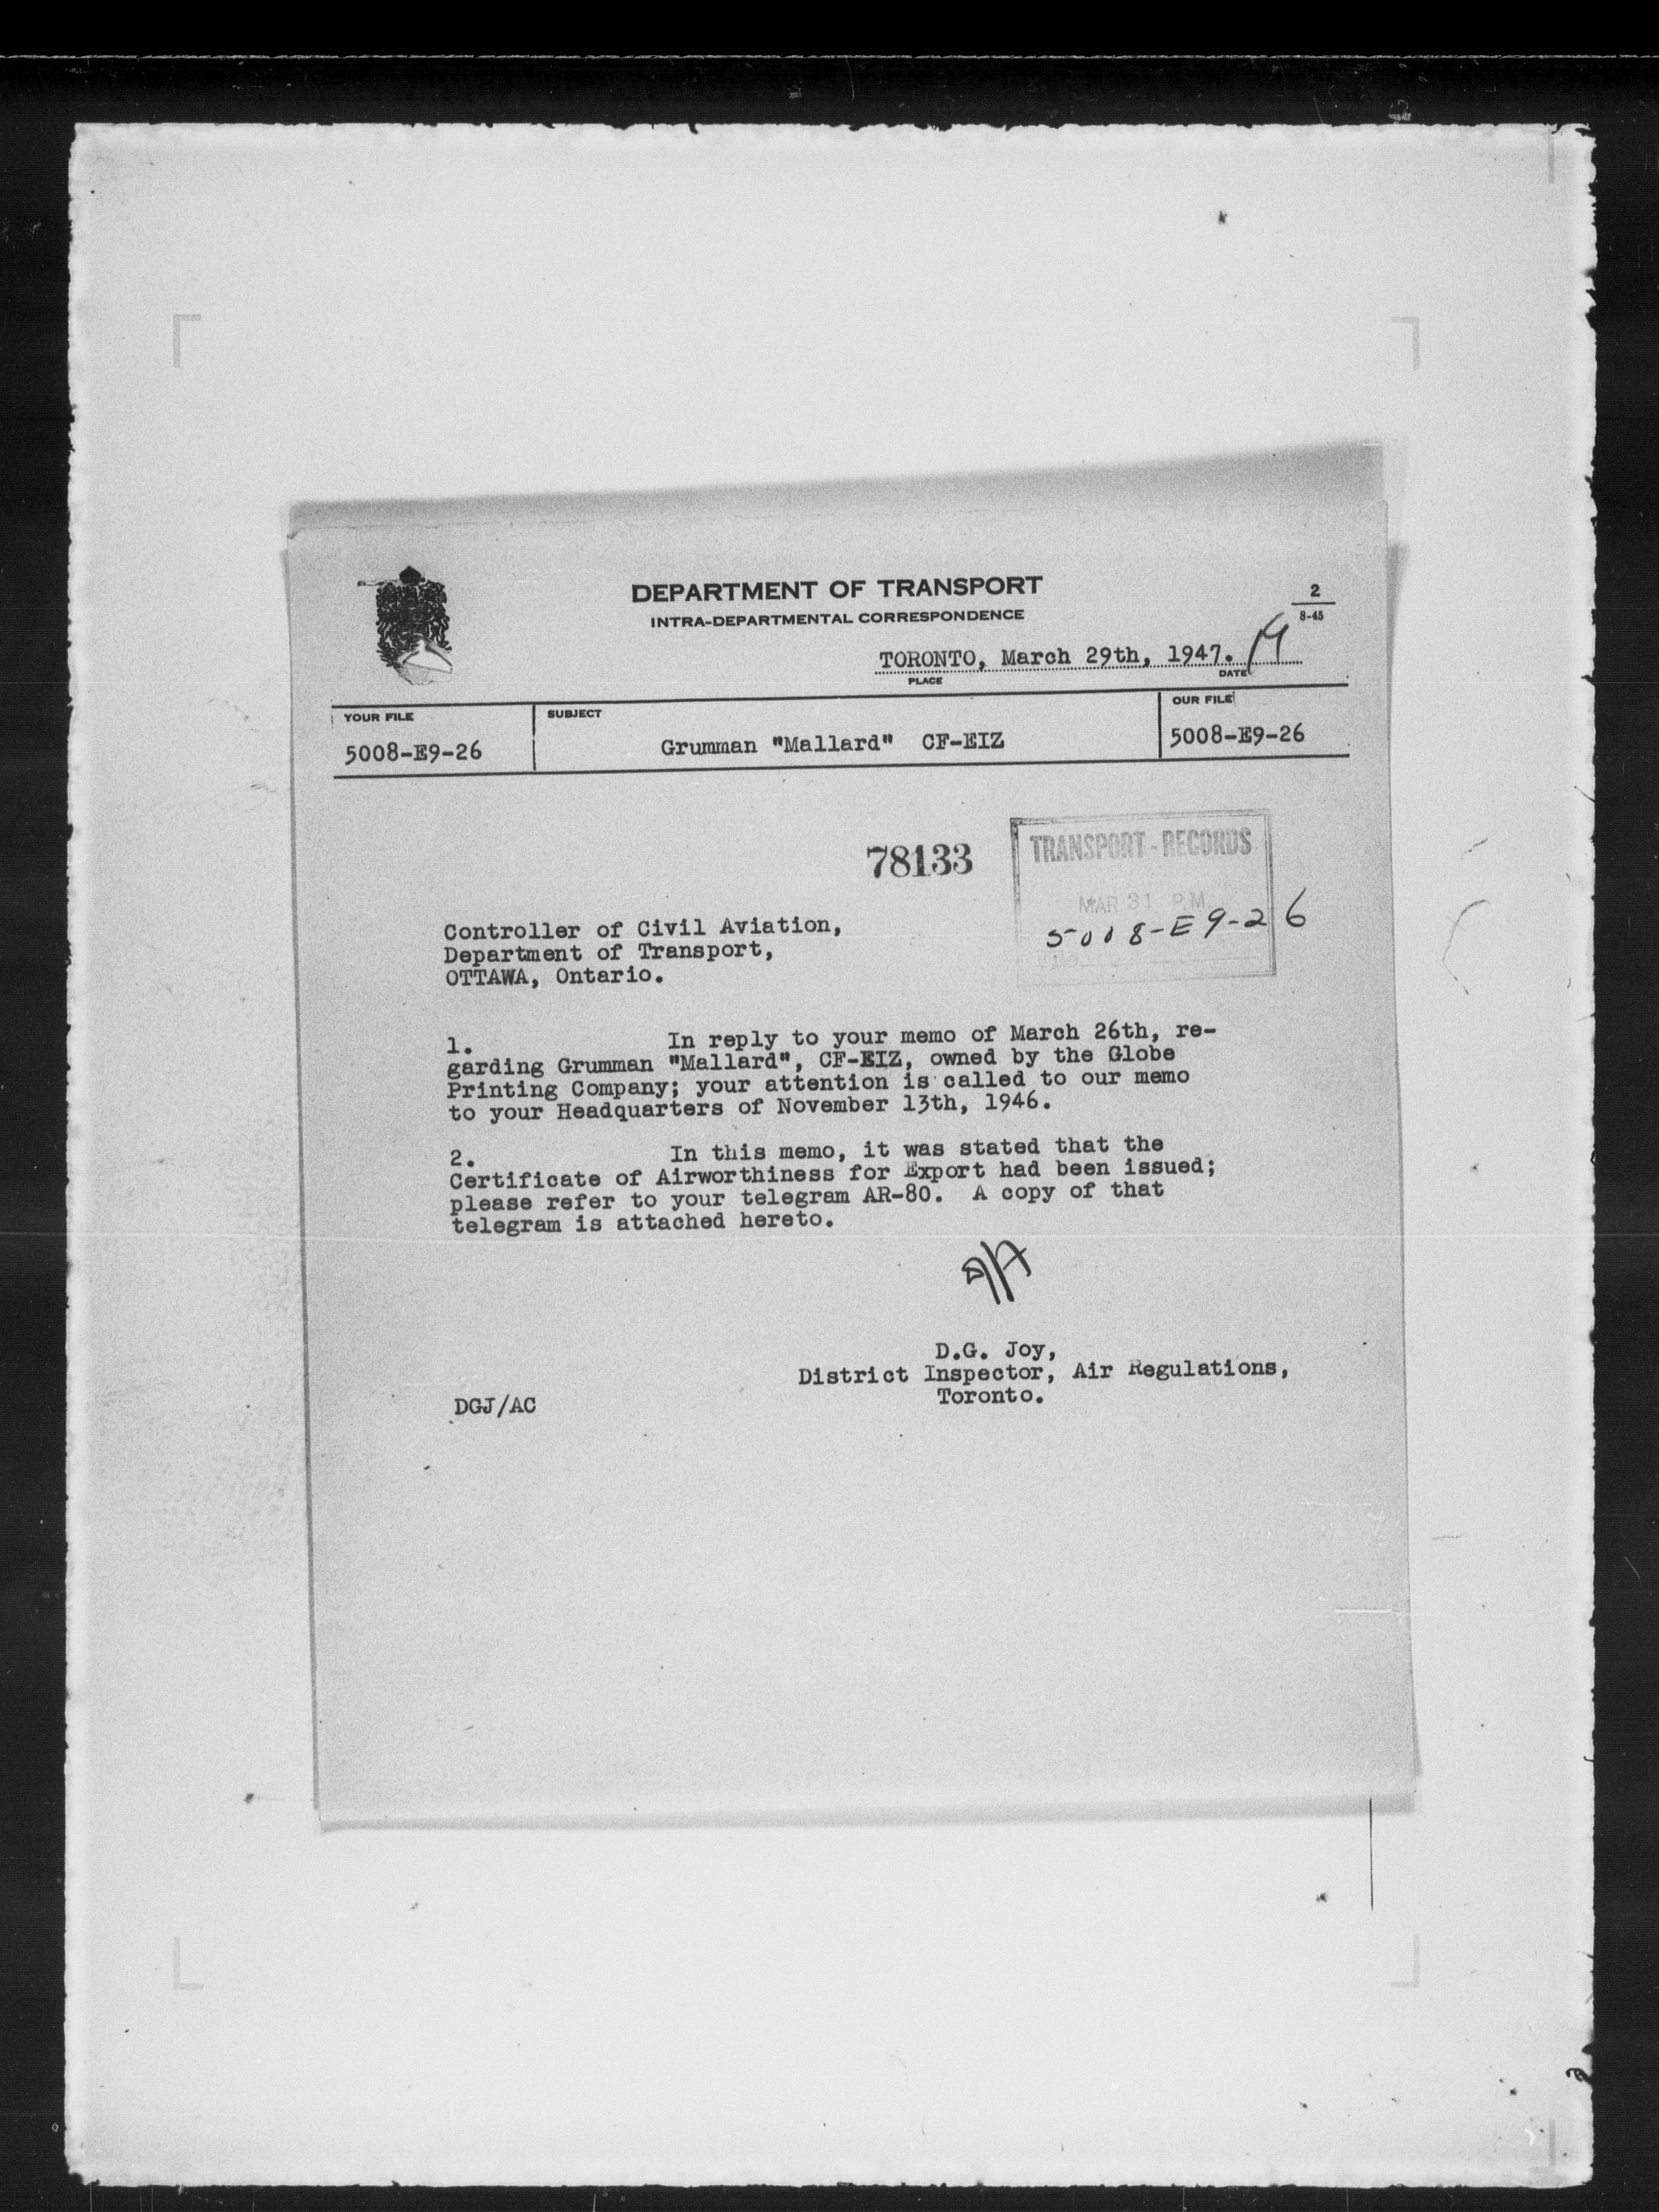 DEPARTMENT OF TRANSPORT
INTRA-DEPARTMENTAL CORRESPONDENCE
2
8-45
TORONTO, March 29th, 1947.
PLACE DATE
YOUR FILE SUBJECT OUR FILE
5008-E9-26 Grumman "Mallard" CF-EIZ 5008-E9-26
78133
TRANSPORT - RECORDS
MAR 31 P.M.
5008-E9-26
Controller of Civil Aviation,
Department of Transport,
OTTAWA, Ontario.
1. In reply to your memo of March 26th, re-
garding Grumman "Mallard", CF-EIZ, owned by the Globe
Printing Company; your attention is called to our memo
to your Headquarters of November 13th, 1946.
2. In this memo, it was stated that the
Certificate of Airworthiness for Export had been issued;
please refer to your telegram AR-80. A copy of that
telegram is attached hereto.
D.G. Joy,
District Inspector, Air Regulations,
Toronto.
DGJ/AC